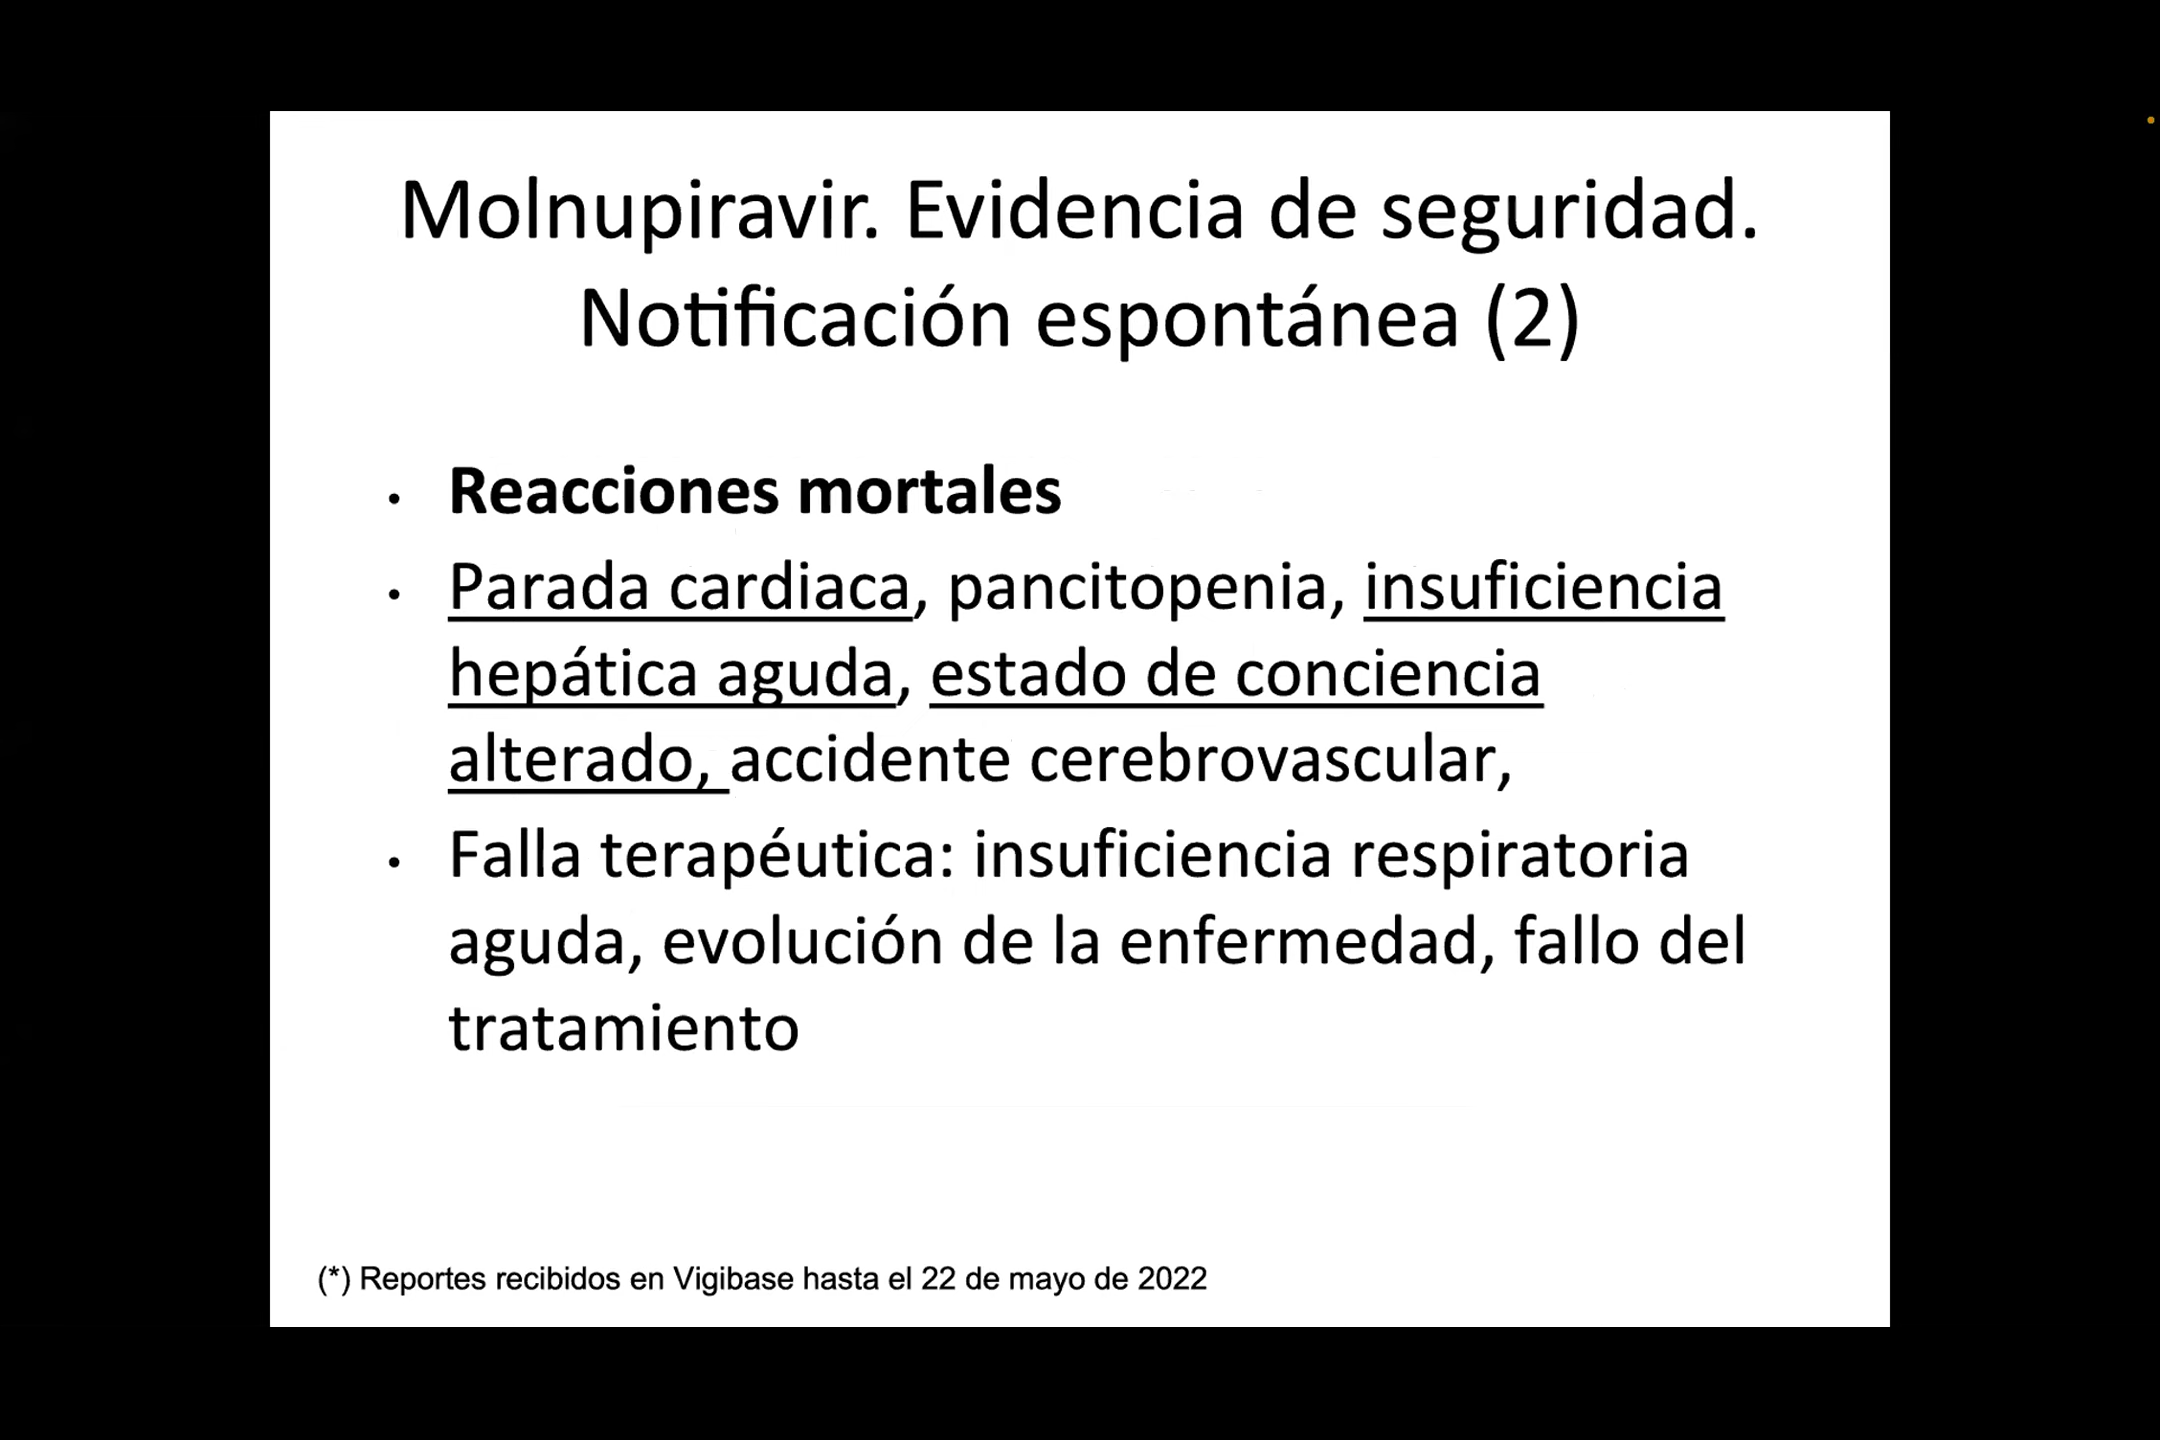 Molnupiravir. Evidencia de seguridad.
Notificación espontánea (2)
• Reacciones mortales
• Parada cardiaca, pancitopenia, insuficiencia
hepática aguda, estado de conciencia
alterado, accidente cerebrovascular,
• Falla terapéutica: insuficiencia respiratoria
aguda, evolución de la enfermedad, fallo del
tratamiento
(*) Reportes recibidos en Vigibase hasta el 22 de mayo de 2022